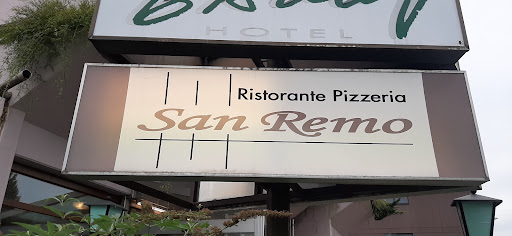 HOTEL
Ristorante Pizzeria
San Remo